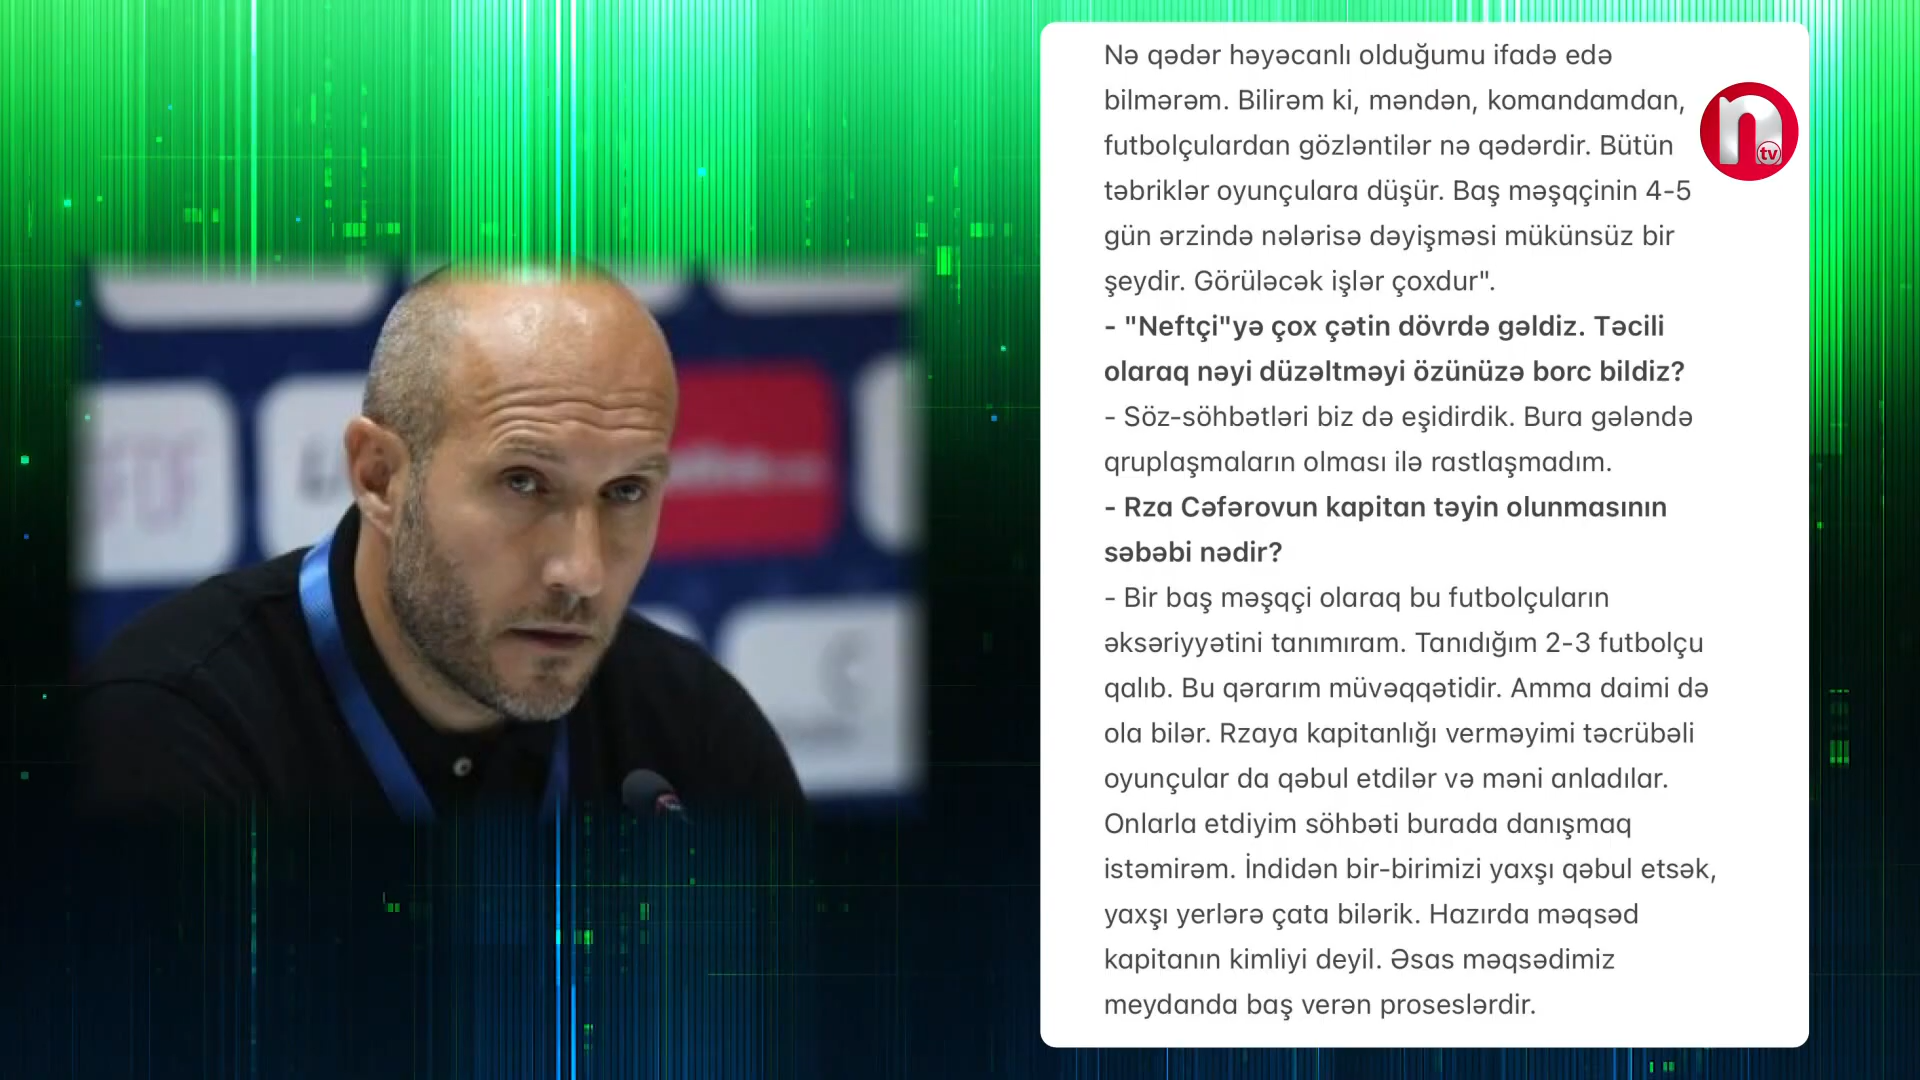 Nə qədər həyəcanlı olduğumu ifadə edə
bilmərəm. Bilirəm ki, məndən, komandamdan,
futbolçulardan gözləntilər nə qədərdir. Bütün
təbriklər oyunçulara düşür. Baş məşqçinin 4-5
gün ərzində nələrisə dəyişməsi mükünsüz bir
şeydir. Görüləcək işlər çoxdur".
- "Neftçi"yə çox çətin dövrdə gəldiz. Təcili
olaraq nəyi düzəltməyi özünüzə borc bildiz?
- Söz-söhbətləri biz də eşidirdik. Bura gələndə
qruplaşmaların olması ilə rastlaşmadım.
- Rza Cəfərovun kapitan təyin olunmasının
səbəbi nədir?
- Bir baş məşqçi olaraq bu futbolçuların
əksəriyyətini tanımıram. Tanıdığım 2-3 futbolçu
qalıb. Bu qərarım müvəqqətidir. Amma daimi də
ola bilər. Rzaya kapitanlığı verməyimi təcrübəli
oyunçular da qəbul etdilər və məni anladılar.
Onlarla etdiyim söhbəti burada danışmaq
istəmirəm. İndidən bir-birimizi yaxşı qəbul etsək,
yaxşı yerlərə çata bilərik. Hazırda məqsəd
kapitanın kimliyi deyil. Əsas məqsədimiz
meydanda baş verən proseslərdir.
n tv